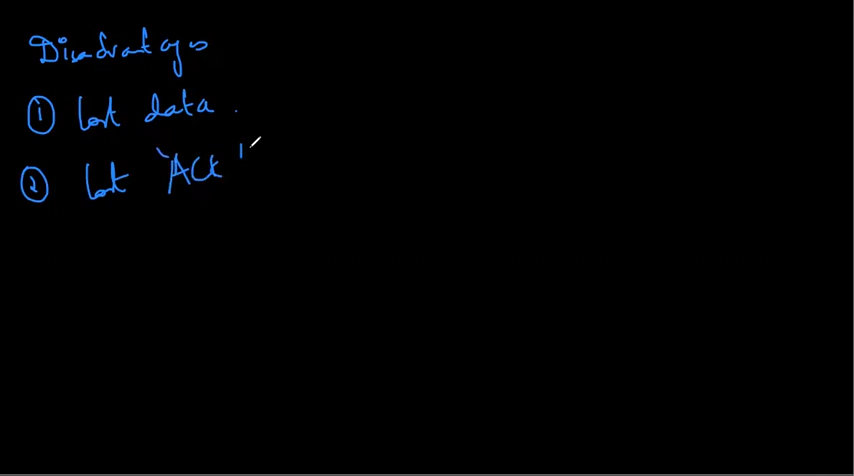 Disadvantages
① lost data.
② lost 'ACK'